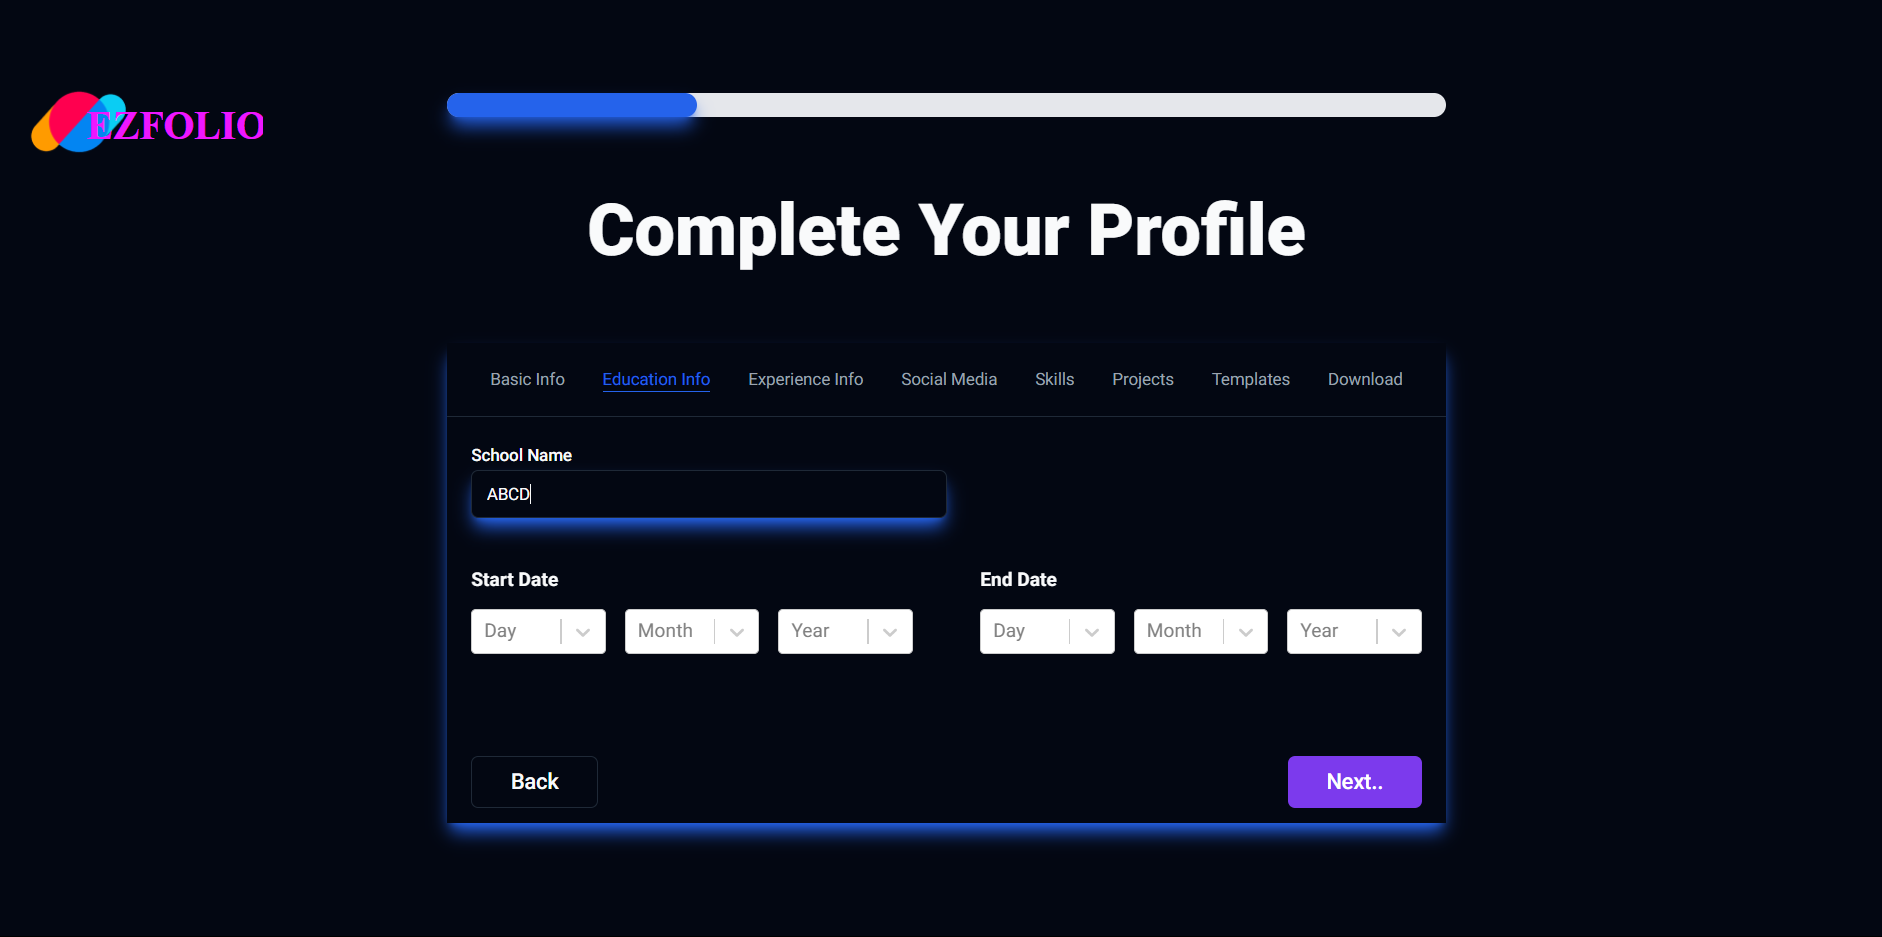 EZFOLIO
Complete Your Profile
Basic Info Education Info Experience Info Social Media Skills Projects Templates Download
School Name
ABCD
Start Date End Date
Day Month Year Day Month Year
Back Next..